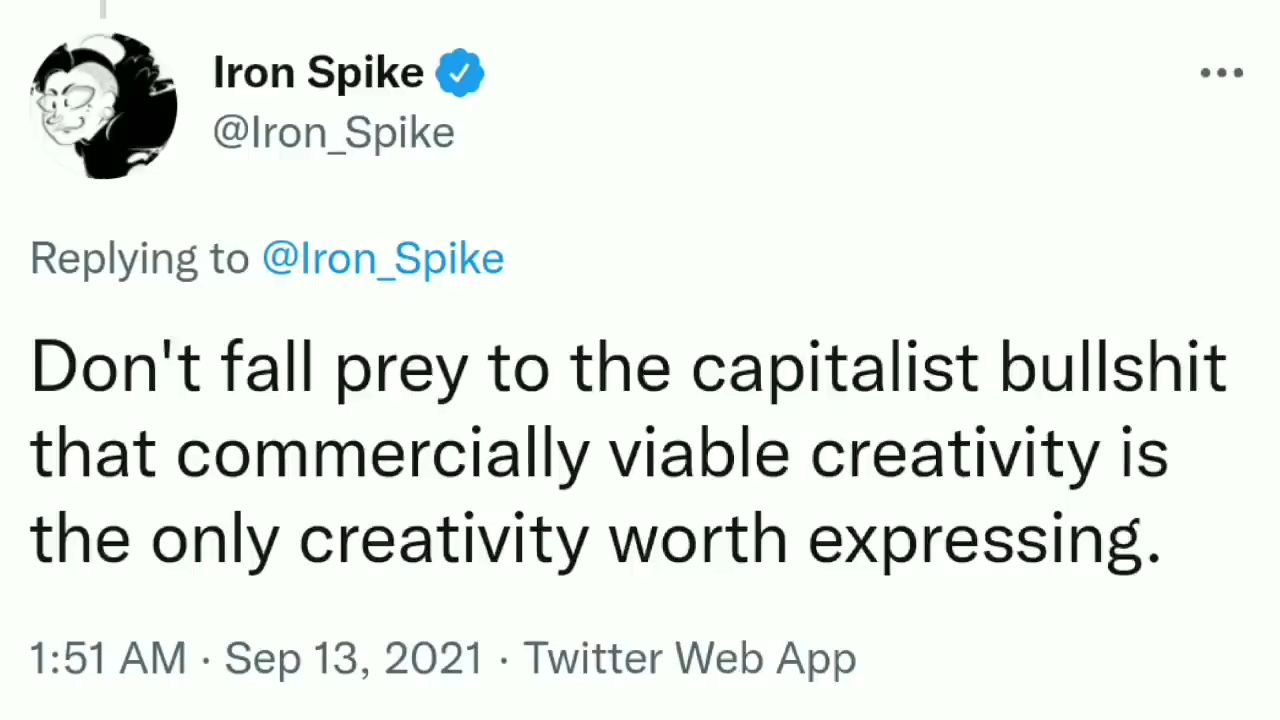 Iron Spike
@Iron_Spike
Replying to @Iron_Spike
Don't fall prey to the capitalist bullshit
that commercially viable creativity is
the only creativity worth expressing.
1:51 AM · Sep 13, 2021 · Twitter Web App